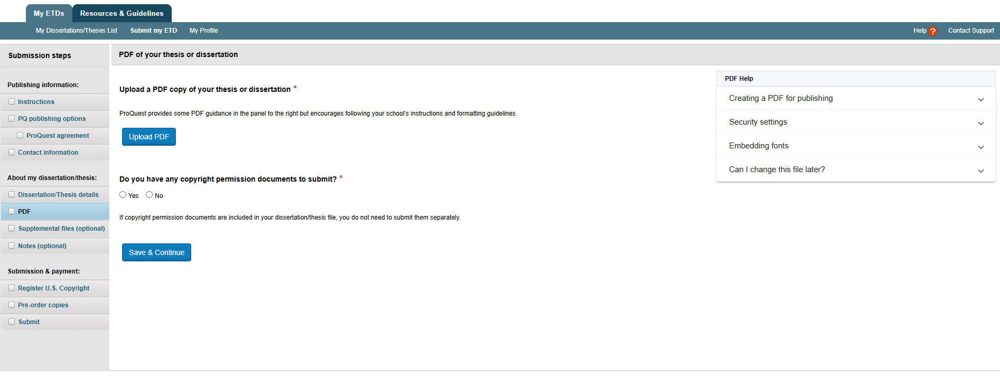 My ETDs
Resources & Guidelines
My Dissertations/Theses List
Submit my ETD
My Profile
Help ?
Contact Support
Submission steps
Publishing information:
Instructions
PQ publishing options
ProQuest agreement
Contact information
About my dissertation/thesis:
Dissertation/Thesis details
PDF
Supplemental files (optional)
Notes (optional)
Submission & payment:
Register U.S. Copyright
Pre-order copies
Submit
PDF of your thesis or dissertation
Upload a PDF copy of your thesis or dissertation *
ProQuest provides some PDF guidance in the panel to the right but encourages following your school's instructions and formatting guidelines.
Upload PDF
Do you have any copyright permission documents to submit? *
Yes No
If copyright permission documents are included in your dissertation/thesis file, you do not need to submit them separately.
Save & Continue
PDF Help
Creating a PDF for publishing
Security settings
Embedding fonts
Can I change this file later?